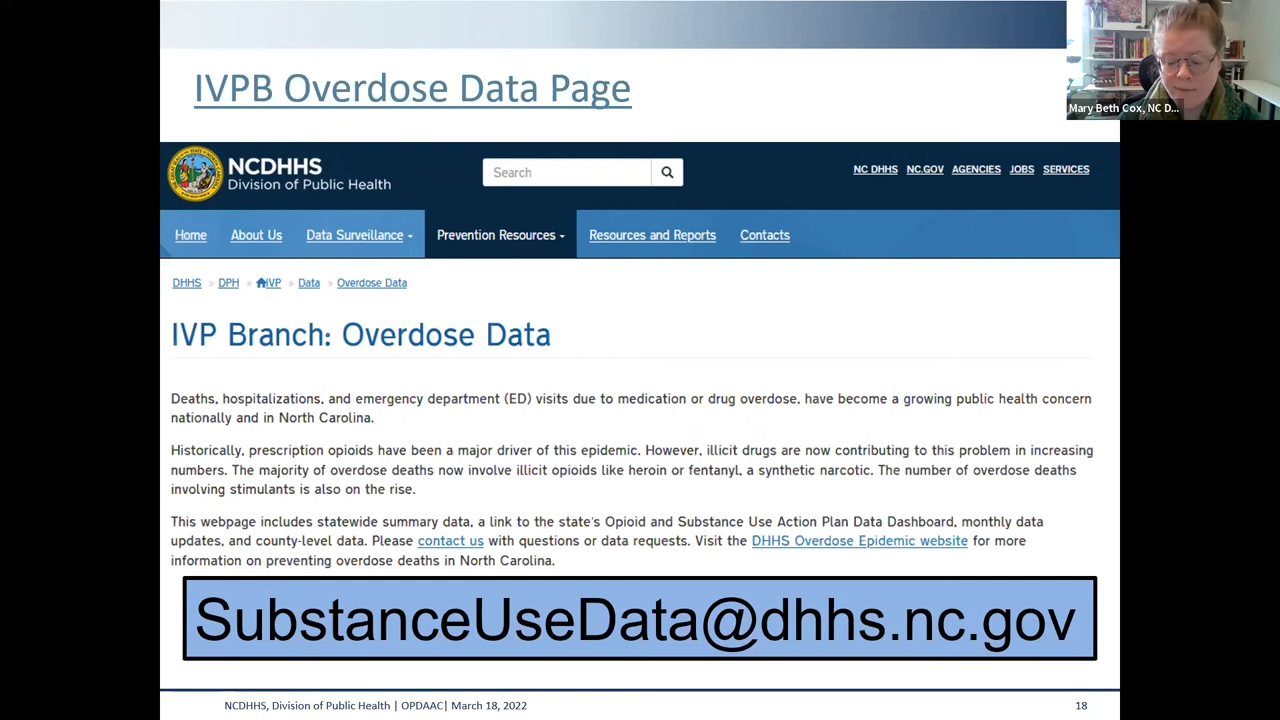 IVPB Overdose Data Page
Mary Beth Cox, NC D...
NCDHHS
Division of Public Health
Search
NC DHHS NC.GOV AGENCIES JOBS SERVICES
Home About Us Data Surveillance Prevention Resources Resources and Reports Contacts
DHHS » DPH » IVP » Data » Overdose Data
IVP Branch: Overdose Data
Deaths, hospitalizations, and emergency department (ED) visits due to medication or drug overdose, have become a growing public health concern
nationally and in North Carolina.
Historically, prescription opioids have been a major driver of this epidemic. However, illicit drugs are now contributing to this problem in increasing
numbers. The majority of overdose deaths now involve illicit opioids like heroin or fentanyl, a synthetic narcotic. The number of overdose deaths
involving stimulants is also on the rise.
This webpage includes statewide summary data, a link to the state's Opioid and Substance Use Action Plan Data Dashboard, monthly data
updates, and county-level data. Please contact us with questions or data requests. Visit the DHHS Overdose Epidemic website for more
information on preventing overdose deaths in North Carolina.
SubstanceUseData@dhhs.nc.gov
NCDHHS, Division of Public Health | OPDAAC| March 18, 2022
18